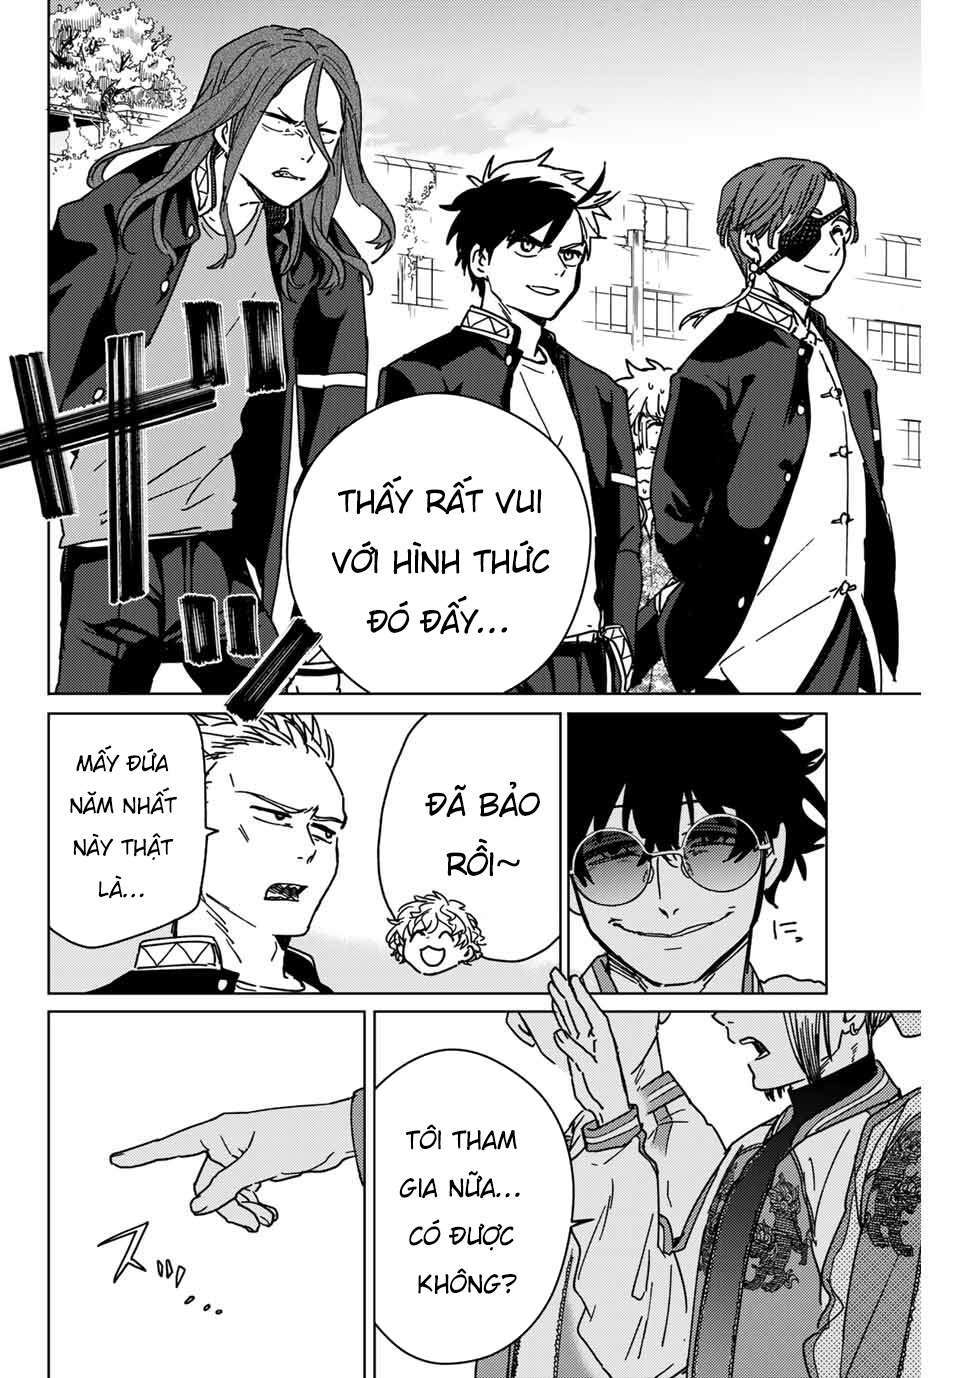 THẤY RẤT VUI
VỚI HÌNH THỨC
ĐÓ ĐẤY...
ĐÃ BẢO
RỒI~
MẤY ĐỨA
NĂM NHẤT
NÀY THẬT
LÀ...
TÔI THAM
GIA NỮA...
CÓ ĐƯỢC
KHÔNG?